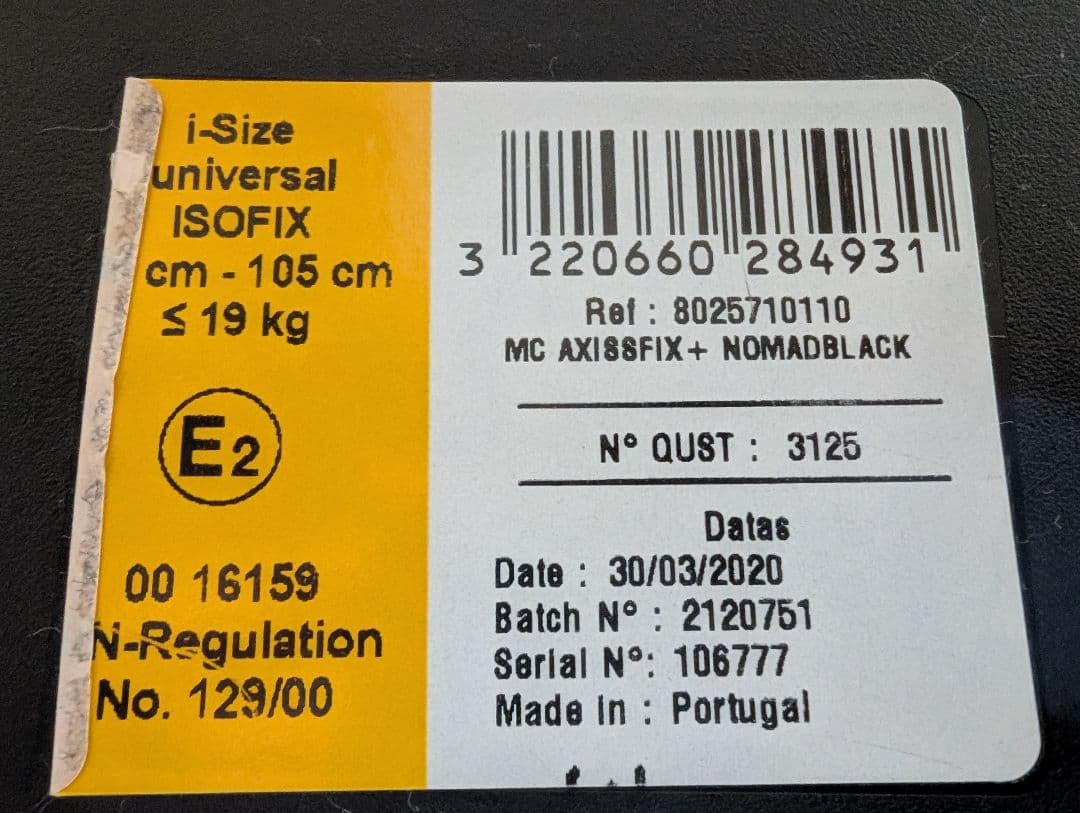 i-Size
universal
ISOFIX
cm - 105 cm
≤ 19 kg
E2
00 16159
N-Regulation
No. 129/00
3 220660 284931
Ref : 8025710110
MC AXISSFIX+ NOMADBLACK
N° QUST : 3125
Datas
Date : 30/03/2020
Batch N° : 2120751
Serial N°: 106777
Made in : Portugal